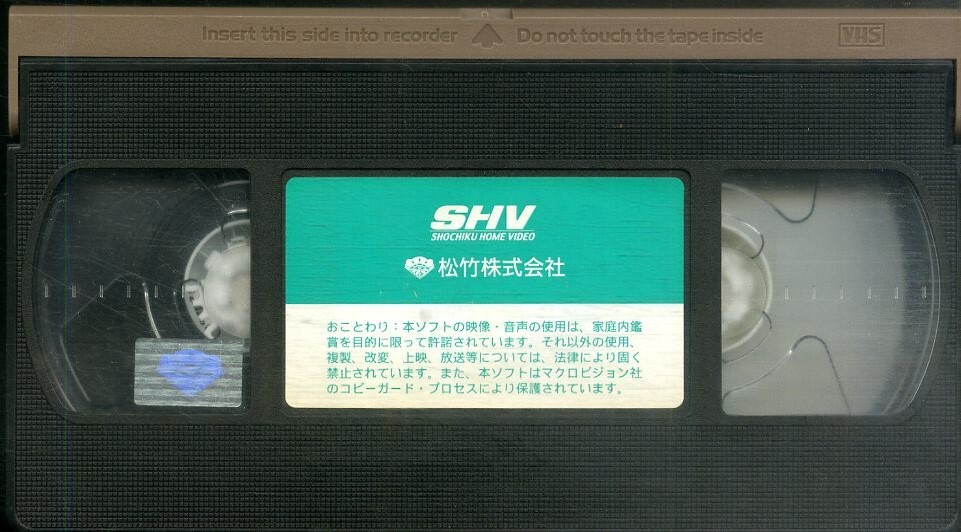 Insert this side into recorder Do not touch the tape inside VHS
SHV
SHOCHIKU HOME VIDEO
松竹株式会社
おことわり：本ソフトの映像・音声の使用は、家庭内鑑
賞を目的に限って許諾されています。それ以外の使用、
複製、改変、上映、放送等については、法律により固く
禁止されています。また、本ソフトはマクロビジョン社
のコピーガード・プロセスにより保護されています。